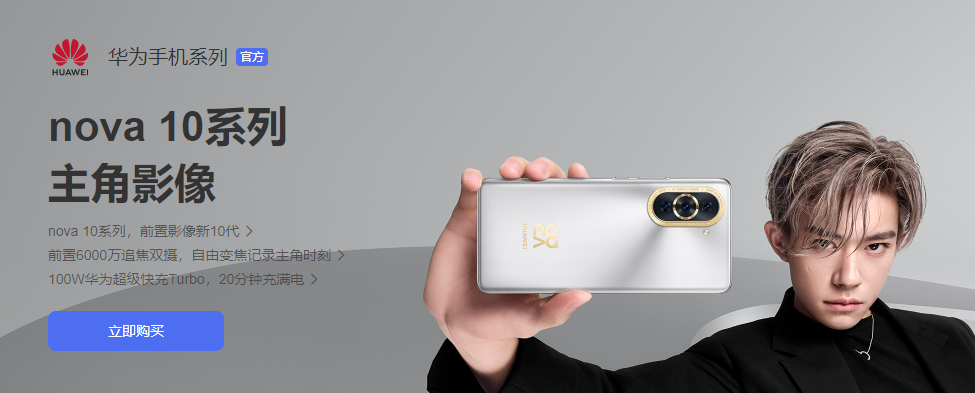 HUAWEI
华为手机系列 官方
nova 10系列
主角影像
nova 10系列，前置影像新10代 >
前置6000万追焦双摄，自由变焦记录主角时刻 >
100W华为超级快充Turbo，20分钟充满电 >
立即购买
HUAWEI